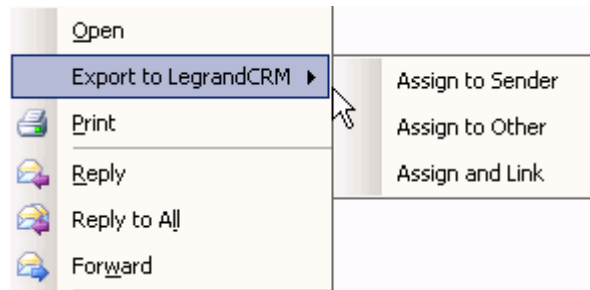 Open
Export to LegrandCRM
Print
Reply
Reply to All
Forward
Assign to Sender
Assign to Other
Assign and Link